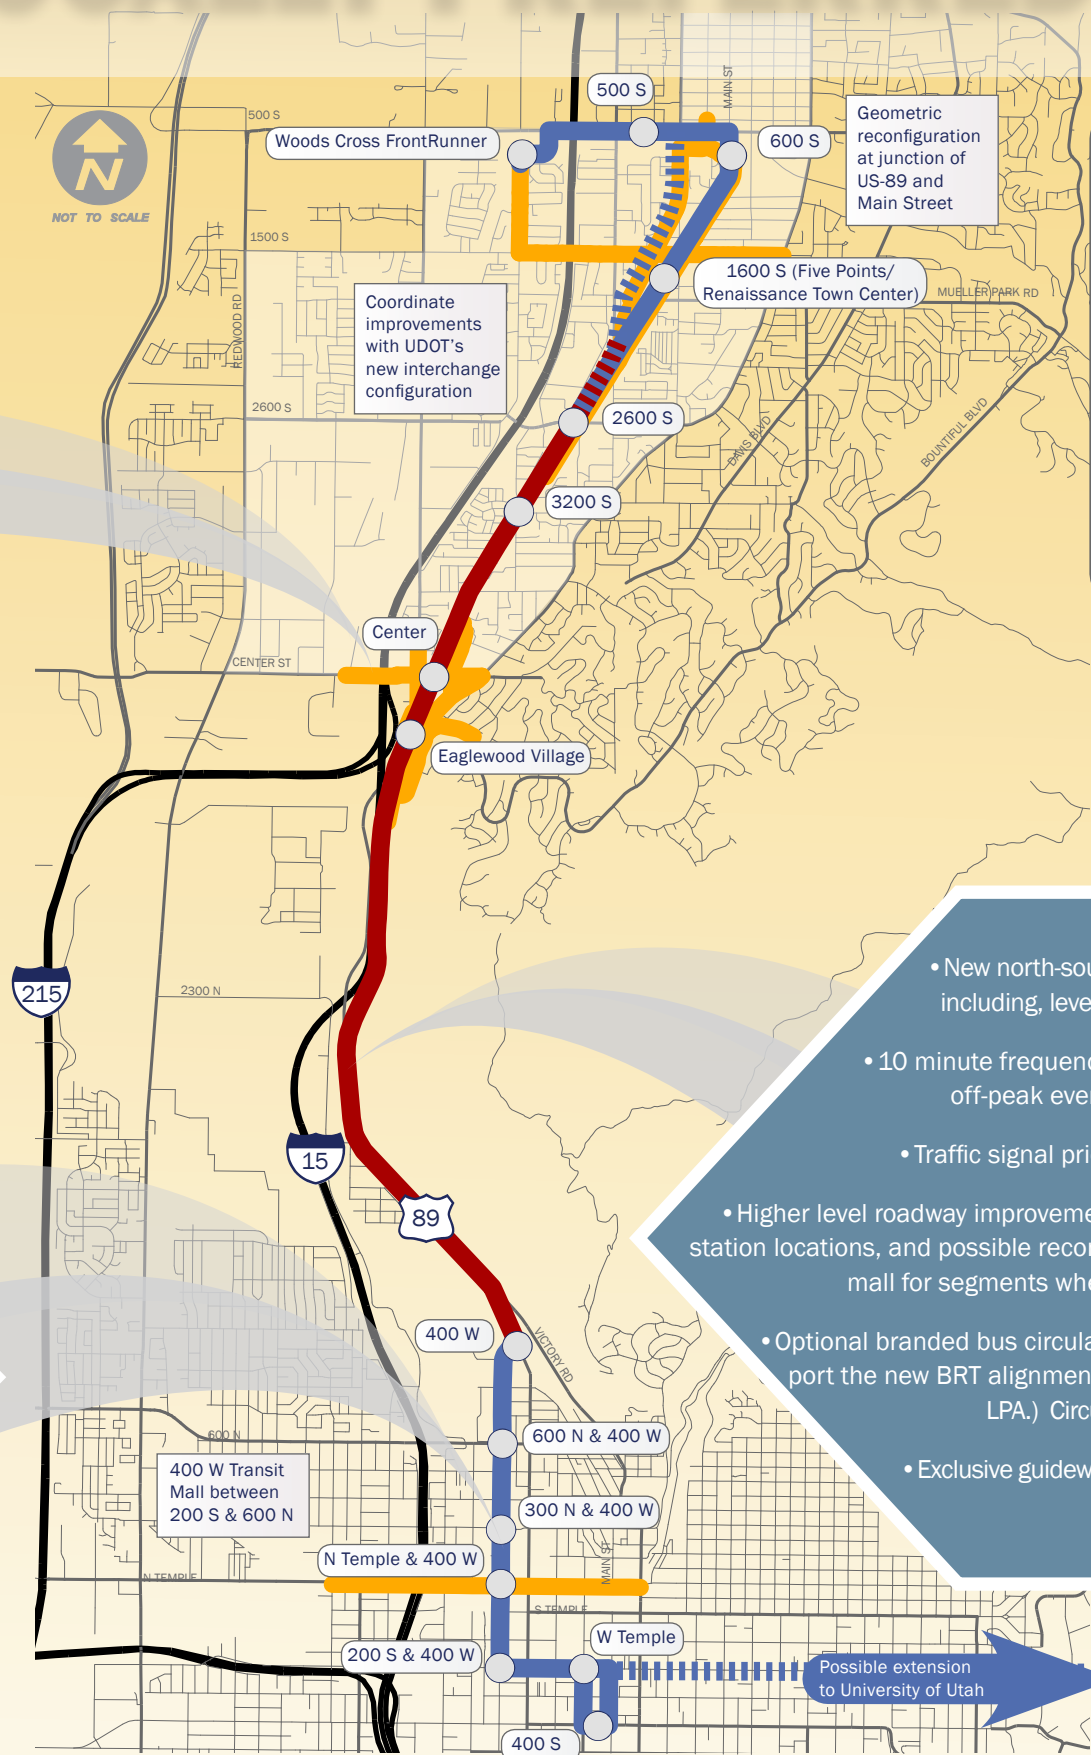 MAIN ST
500 S
500 S
Woods Cross FrontRunner
600 S
Geometric
reconfiguration
at junction of
US-89 and
Main Street
N
NOT TO SCALE
1500 S
1600 S (Five Points/
Renaissance Town Center)
MUELLER PARK RD
Coordinate
improvements
with UDOT's
new interchange
configuration
REDWOOD RD
2600 S
2600 S
DAVIS BLVD
BOUNTIFUL BLVD
3200 S
Center
CENTER ST
Eaglewood Village
215
2300 N
•New north-sou
including, leve
•10 minute frequenc
off-peak ever
15
•Traffic signal pri
89
•Higher level roadway improveme
station locations, and possible recor
mall for segments whe
400 W
VICTORY RD
•Optional branded bus circula
port the new BRT alignmen
LPA.) Circ
600 N
600 N & 400 W
•Exclusive guidew
400 W Transit
Mall between
200 S & 600 N
300 N & 400 W
MAIN ST
N Temple & 400 W
N TEMPLE
S TEMPLE
W Temple
200 S & 400 W
Possible extension
to University of Utah
400 S